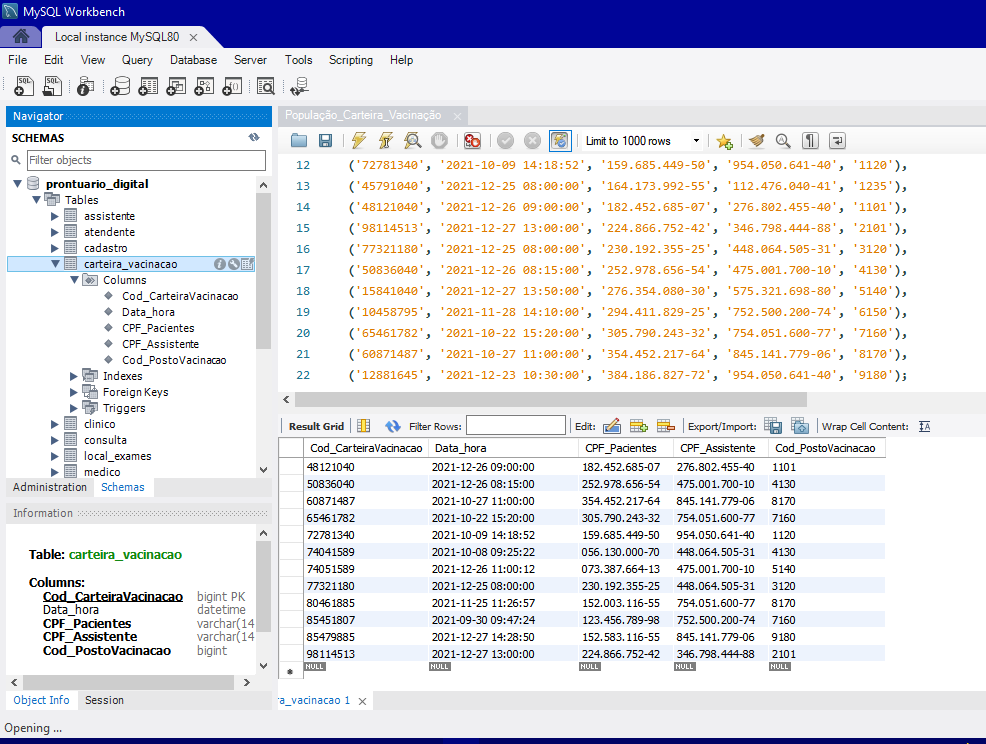 MySQL Workbench
Local instance MySQL80
File Edit View Query Database Server Tools Scripting Help
Navigator
SCHEMAS
Filter objects
prontuario_digital
Tables
assistente
atendente
cadastro
carteira_vacinacao
Columns
Cod_CarteiraVacinacao
Data_hora
CPF_Pacientes
CPF_Assistente
Cod_PostoVacinacao
Indexes
Foreign Keys
Triggers
clinico
consulta
local_exames
medico
Administration Schemas
Information
Table: carteira_vacinacao
Columns:
Cod_CarteiraVacinacao bigint PK
Data_hora datetime
CPF_Pacientes varchar(14
CPF_Assistente varchar(14
Cod_PostoVacinacao bigint
Object Info Session
Opening ...
População_Carteira_Vacinação
Limit to 1000 rows
12 ('72781340', '2021-10-09 14:18:52', '159.685.449-50', '954.050.641-40', '1120'),
13 ('45791040', '2021-12-25 08:00:00', '164.173.992-55', '112.476.040-41', '1235'),
14 ('48121040', '2021-12-26 09:00:00', '182.452.685-07', '276.802.455-40', '1101'),
15 ('98114513', '2021-12-27 13:00:00', '224.866.752-42', '346.798.444-88', '2101'),
16 ('77321180', '2021-12-25 08:00:00', '230.192.355-25', '448.064.505-31', '3120'),
17 ('50836040', '2021-12-26 08:15:00', '252.978.656-54', '475.001.700-10', '4130'),
18 ('15841040', '2021-12-27 13:50:00', '276.354.080-30', '575.321.698-80', '5140'),
19 ('10458795', '2021-11-28 14:10:00', '294.411.829-25', '752.500.200-74', '6150'),
20 ('65461782', '2021-10-22 15:20:00', '305.790.243-32', '754.051.600-77', '7160'),
21 ('60871487', '2021-10-27 11:00:00', '354.452.217-64', '845.141.779-06', '8170'),
22 ('12881645', '2021-12-23 10:30:00', '384.186.827-72', '954.050.641-40', '9180');
Result Grid Filter Rows: Edit: Export/Import: Wrap Cell Content:
Cod_CarteiraVacinacao Data_hora CPF_Pacientes CPF_Assistente Cod_PostoVacinacao
48121040 2021-12-26 09:00:00 182.452.685-07 276.802.455-40 1101
50836040 2021-12-26 08:15:00 252.978.656-54 475.001.700-10 4130
60871487 2021-10-27 11:00:00 354.452.217-64 845.141.779-06 8170
65461782 2021-10-22 15:20:00 305.790.243-32 754.051.600-77 7160
72781340 2021-10-09 14:18:52 159.685.449-50 954.050.641-40 1120
74041589 2021-10-08 09:25:22 056.130.000-70 448.064.505-31 4130
74051589 2021-12-26 11:00:12 073.387.664-13 475.001.700-10 5140
77321180 2021-12-25 08:00:00 230.192.355-25 448.064.505-31 3120
80461885 2021-11-25 11:26:57 152.003.116-55 754.051.600-77 8170
85451807 2021-09-30 09:47:24 123.456.789-98 752.500.200-74 7160
85479885 2021-12-27 14:28:50 152.583.116-55 845.141.779-06 9180
98114513 2021-12-27 13:00:00 224.866.752-42 346.798.444-88 2101
NULL NULL NULL NULL NULL
ra_vacinacao 1